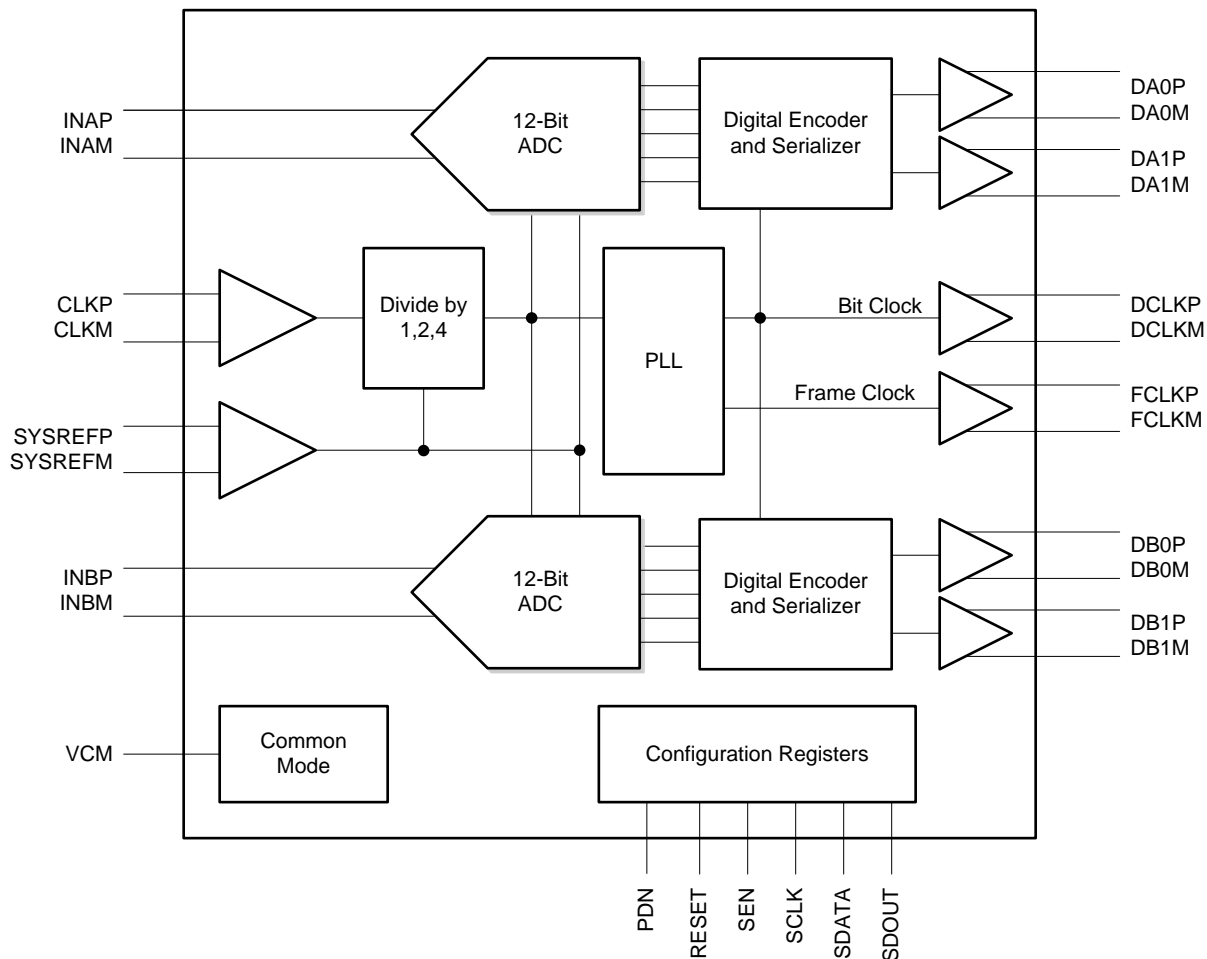 INAP
INAM
12-Bit
ADC
Digital Encoder
and Serializer
DA0P
DA0M
DA1P
DA1M
CLKP
CLKM
Divide by
1,2,4
PLL
Bit Clock
DCLKP
DCLKM
Frame Clock
FCLKP
FCLKM
SYSREFP
SYSREFM
INBP
INBM
12-Bit
ADC
Digital Encoder
and Serializer
DB0P
DB0M
DB1P
DB1M
VCM
Common
Mode
Configuration Registers
PDN
RESET
SEN
SCLK
SDATA
SDOUT